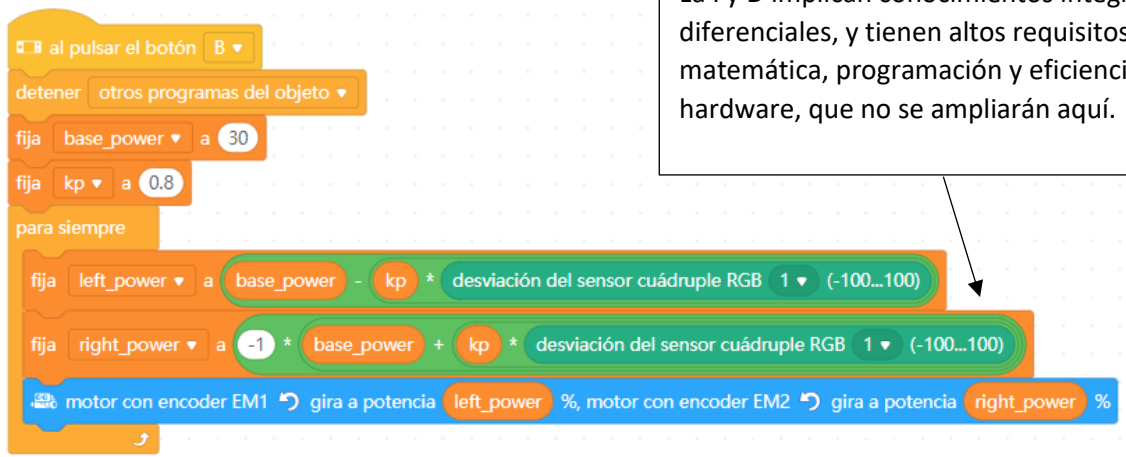 La I y D implican conocimientos integr
diferenciales, y tienen altos requisitos
matemática, programación y eficienci
hardware, que no se ampliarán aquí.
al pulsar el botón B
detener otros programas del objeto
fija base_power a 30
fija kp a 0.8
para siempre
fija left_power a base_power - kp * desviación del sensor cuádruple RGB 1 (-100...100)
fija right_power a -1 * base_power + kp * desviación del sensor cuádruple RGB 1 (-100...100)
motor con encoder EM1 gira a potencia left_power %, motor con encoder EM2 gira a potencia right_power %